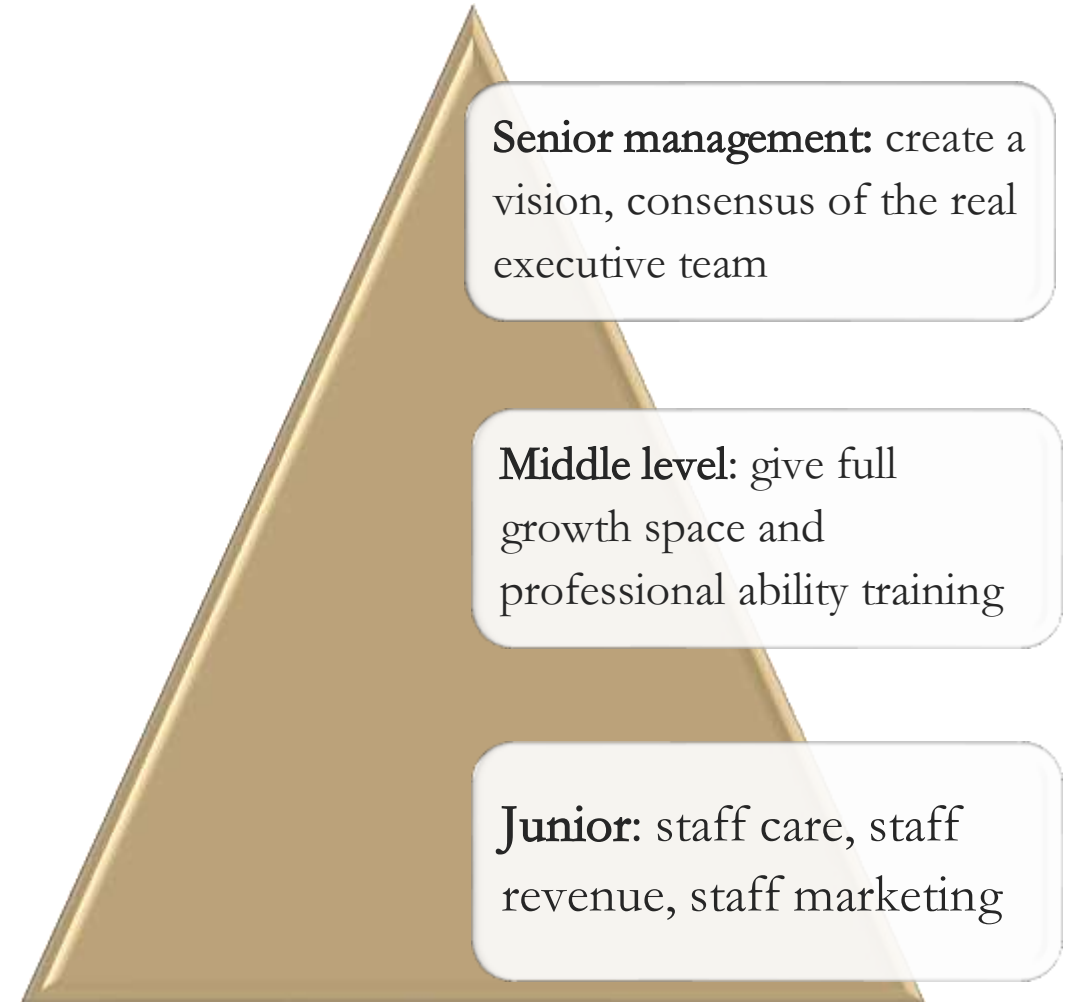 Senior management: create a
vision, consensus of the real
executive team
Middle level: give full
growth space and
professional ability training
Junior: staff care, staff
revenue, staff marketing